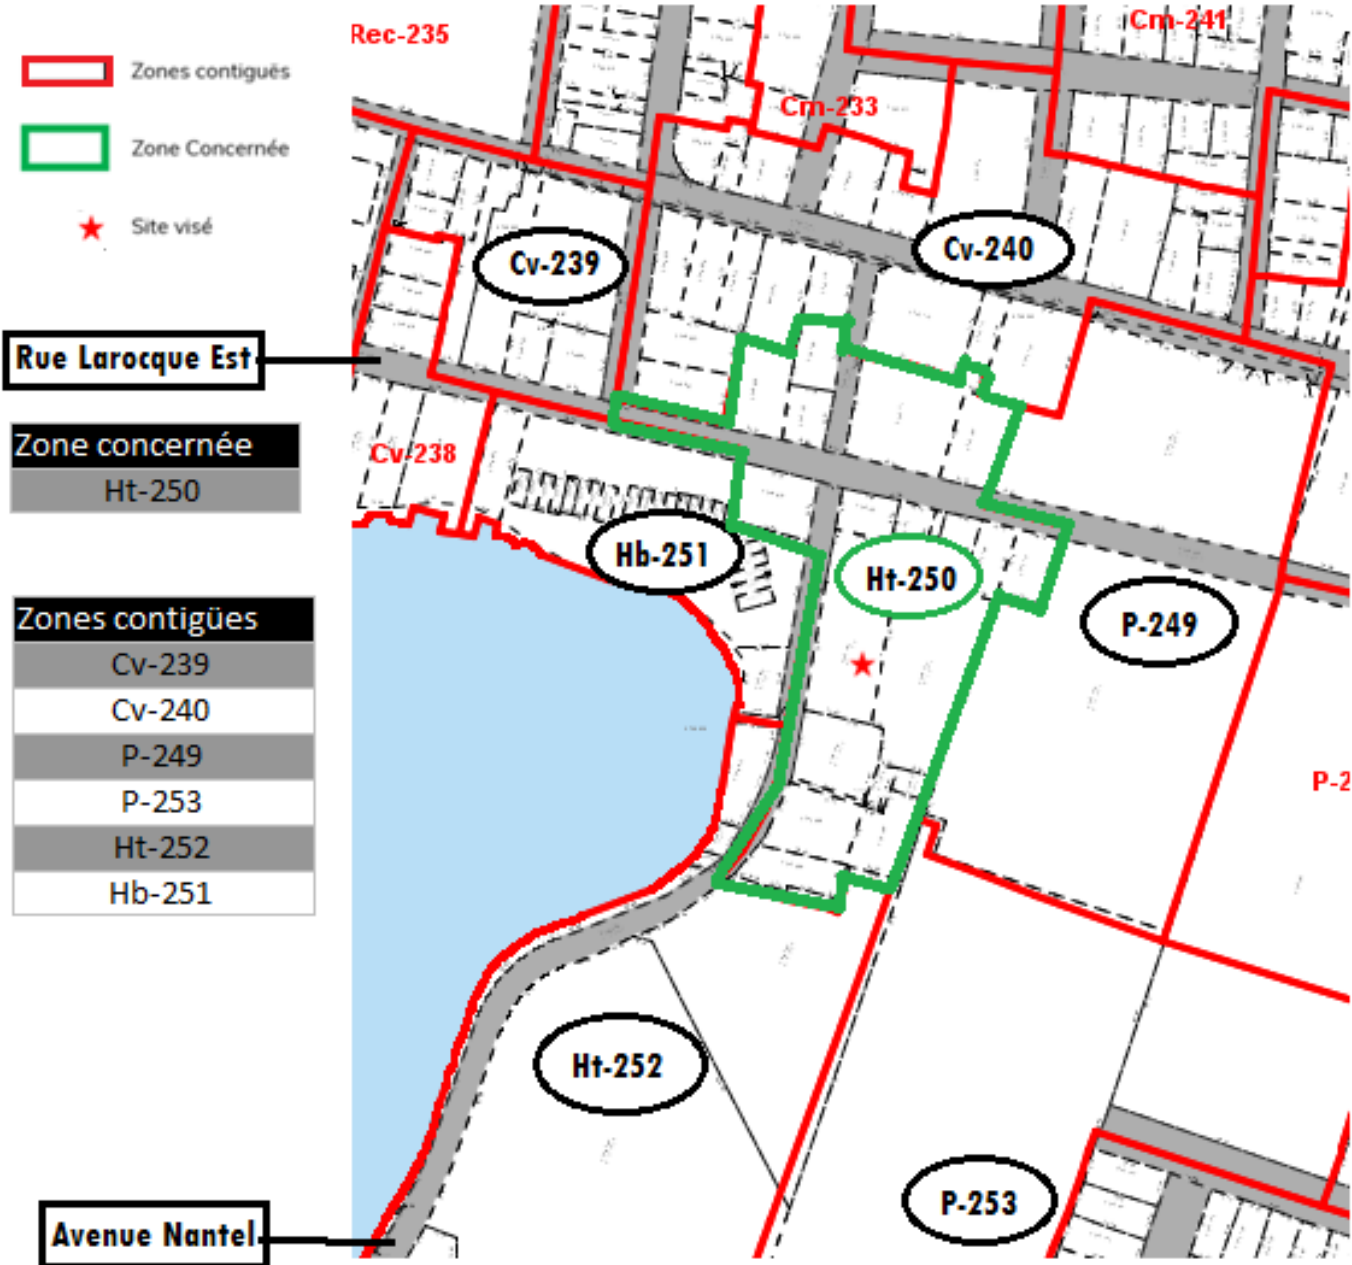 Zones contiguës
Zone Concernée
Site visé
Rue Larocque Est
Zone concernée
Ht-250
Zones contigües
Cv-239
Cv-240
P-249
P-253
Ht-252
Hb-251
Avenue Nantel
Rec-235
Cm-241
Cm-233
Cv-239
Cv-240
Cv-238
Hb-251
Ht-250
P-249
P-2
Ht-252
P-253